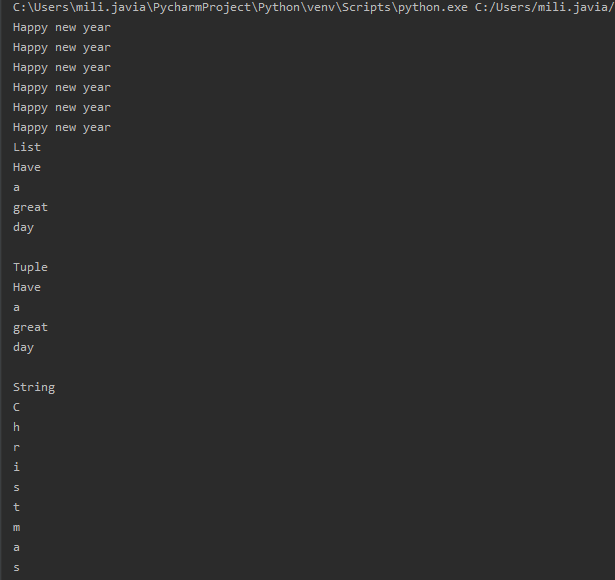 C:\Users\mili.javia\PycharmProject\Python\venv\Scripts\python.exe C:/Users/mili.javia/
Happy new year
Happy new year
Happy new year
Happy new year
Happy new year
Happy new year
List
Have
a
great
day
Tuple
Have
a
great
day
String
C
h
r
i
s
t
m
a
s